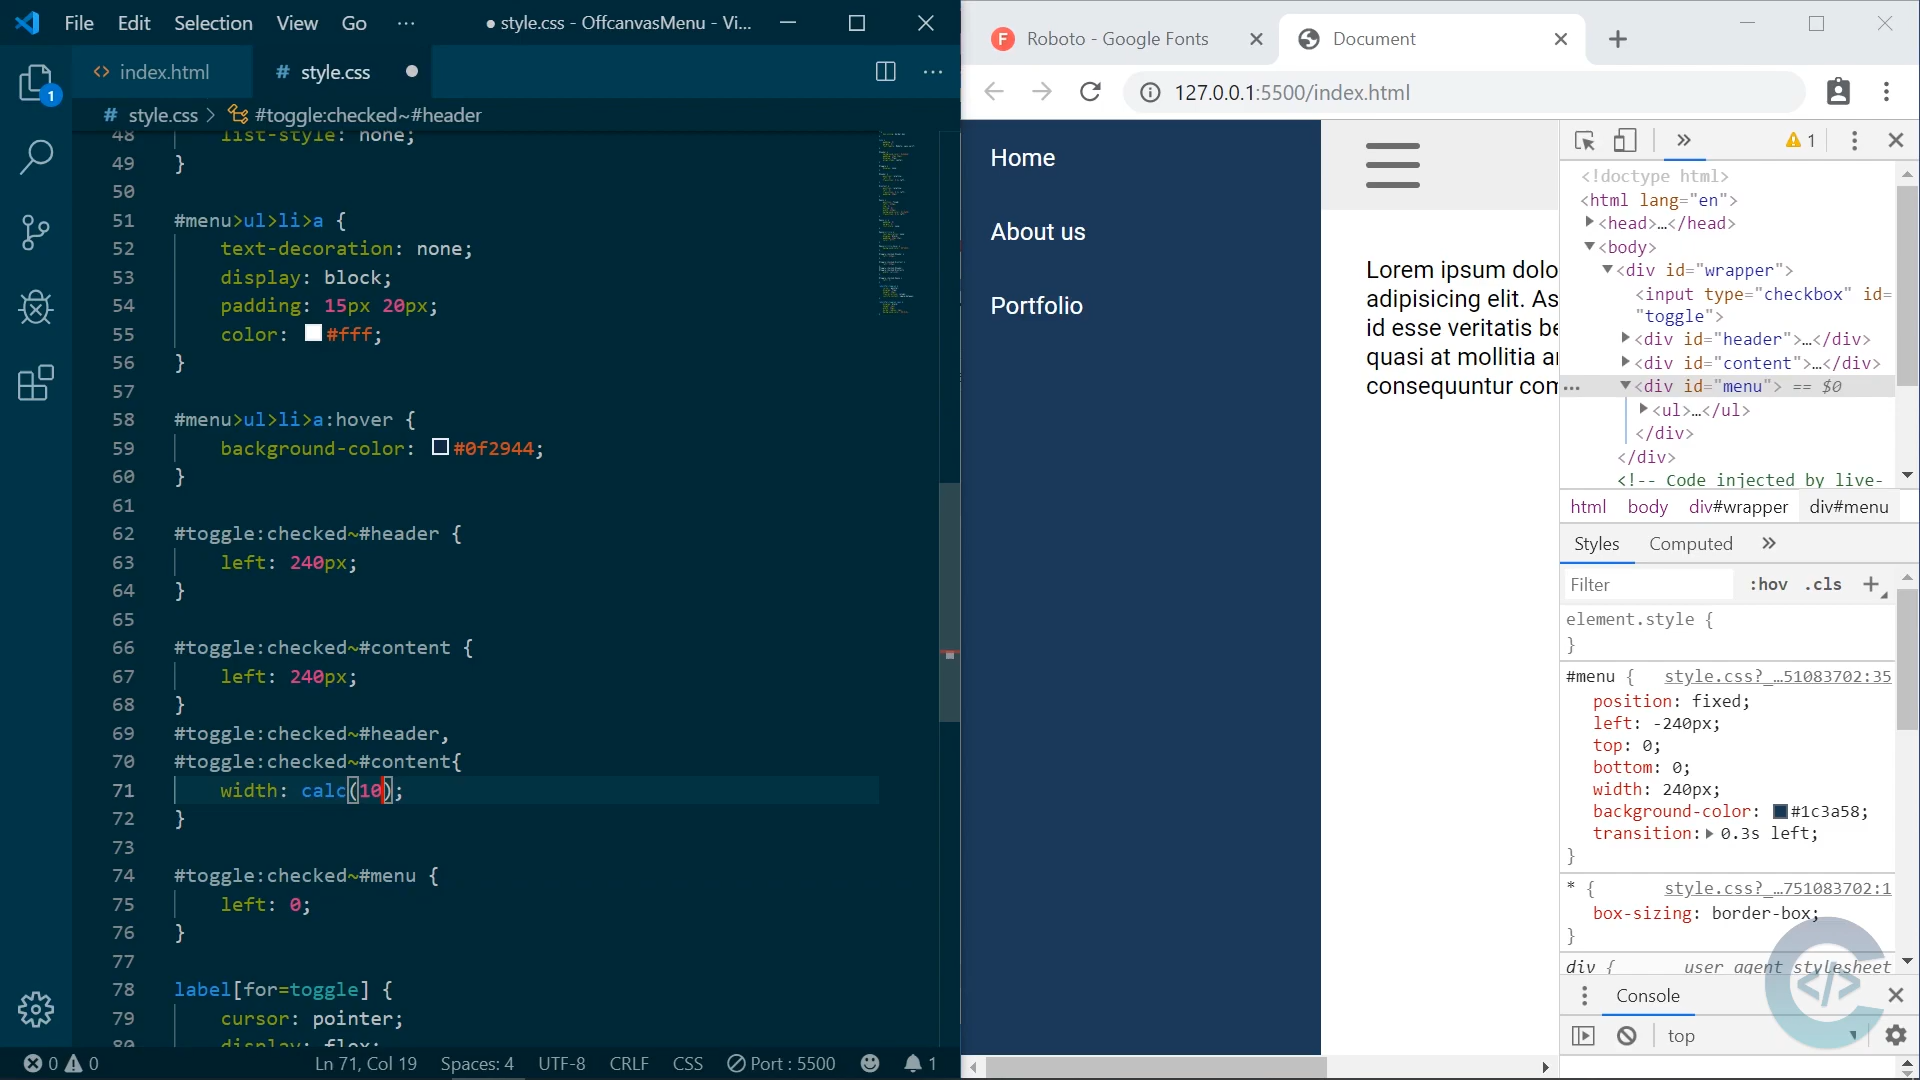 File Edit Selection View Go ··· ● style.css - OffcanvasMenu - Vi...
<> index.html
# style.css ●
# style.css > #toggle:checked~#header
1
48 list-style: none;
49 }
50
51 #menu>ul>li>a {
52 text-decoration: none;
53 display: block;
54 padding: 15px 20px;
55 color: #fff;
56 }
57
58 #menu>ul>li>a:hover {
59 background-color: #0f2944;
60 }
61
62 #toggle:checked~#header {
63 left: 240px;
64 }
65
66 #toggle:checked~#content {
67 left: 240px;
68 }
69 #toggle:checked~#header,
70 #toggle:checked~#content{
71 width: calc(10);
72 }
73
74 #toggle:checked~#menu {
75 left: 0;
76 }
77
78 label[for=toggle] {
79 cursor: pointer;
80 display: flex;
0 0 Ln 71, Col 19 Spaces: 4 UTF-8 CRLF CSS Port : 5500 1
F Roboto - Google Fonts
Document
127.0.0.1:5500/index.html
Home
About us
Portfolio
Lorem ipsum dolo
adipisicing elit. As
id esse veritatis be
quasi at mollitia a
consequuntur com
» 1
<!doctype html>
<html lang="en">
<head>…</head>
<body>
<div id="wrapper">
<input type="checkbox" id=
"toggle">
<div id="header">…</div>
<div id="content">…</div>
<div id="menu"> == $0
<ul>…</ul>
</div>
</div>
<!-- Code injected by live-
html body div#wrapper div#menu
Styles Computed »
Filter :hov .cls +
element.style {
}
#menu { style.css?_…51083702:35
position: fixed;
left: -240px;
top: 0;
bottom: 0;
width: 240px;
background-color: #1c3a58;
transition: 0.3s left;
}
* { style.css?_…751083702:1
box-sizing: border-box;
}
div { user agent stylesheet
Console
top